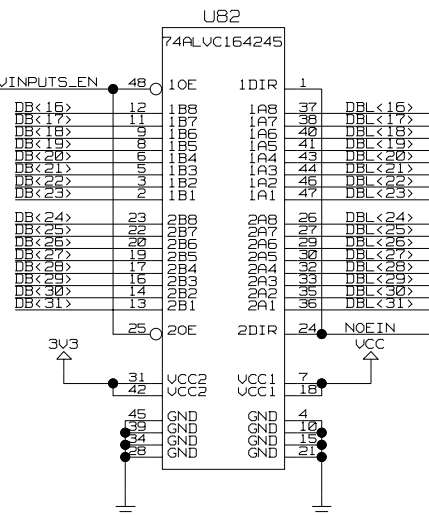 U82
74ALVC164245
VINPUTS_EN 48 1OE 1DIR 1
DB<16> 12 1B8 1A8 37 DBL<16>
DB<17> 11 1B7 1A7 38 DBL<17>
DB<18> 9 1B6 1A6 40 DBL<18>
DB<19> 8 1B5 1A5 41 DBL<19>
DB<20> 6 1B4 1A4 43 DBL<20>
DB<21> 5 1B3 1A3 44 DBL<21>
DB<22> 3 1B2 1A2 46 DBL<22>
DB<23> 2 1B1 1A1 47 DBL<23>
DB<24> 23 2B8 2A8 26 DBL<24>
DB<25> 22 2B7 2A7 27 DBL<25>
DB<26> 20 2B6 2A6 29 DBL<26>
DB<27> 19 2B5 2A5 30 DBL<27>
DB<28> 17 2B4 2A4 32 DBL<28>
DB<29> 16 2B3 2A3 33 DBL<29>
DB<30> 14 2B2 2A2 35 DBL<30>
DB<31> 13 2B1 2A1 36 DBL<31>
25 2OE 2DIR 24 NOEIN
3V3 VCC
31 VCC2 VCC1 7
42 VCC2 VCC1 18
45 GND GND 4
39 GND GND 10
34 GND GND 15
28 GND GND 21